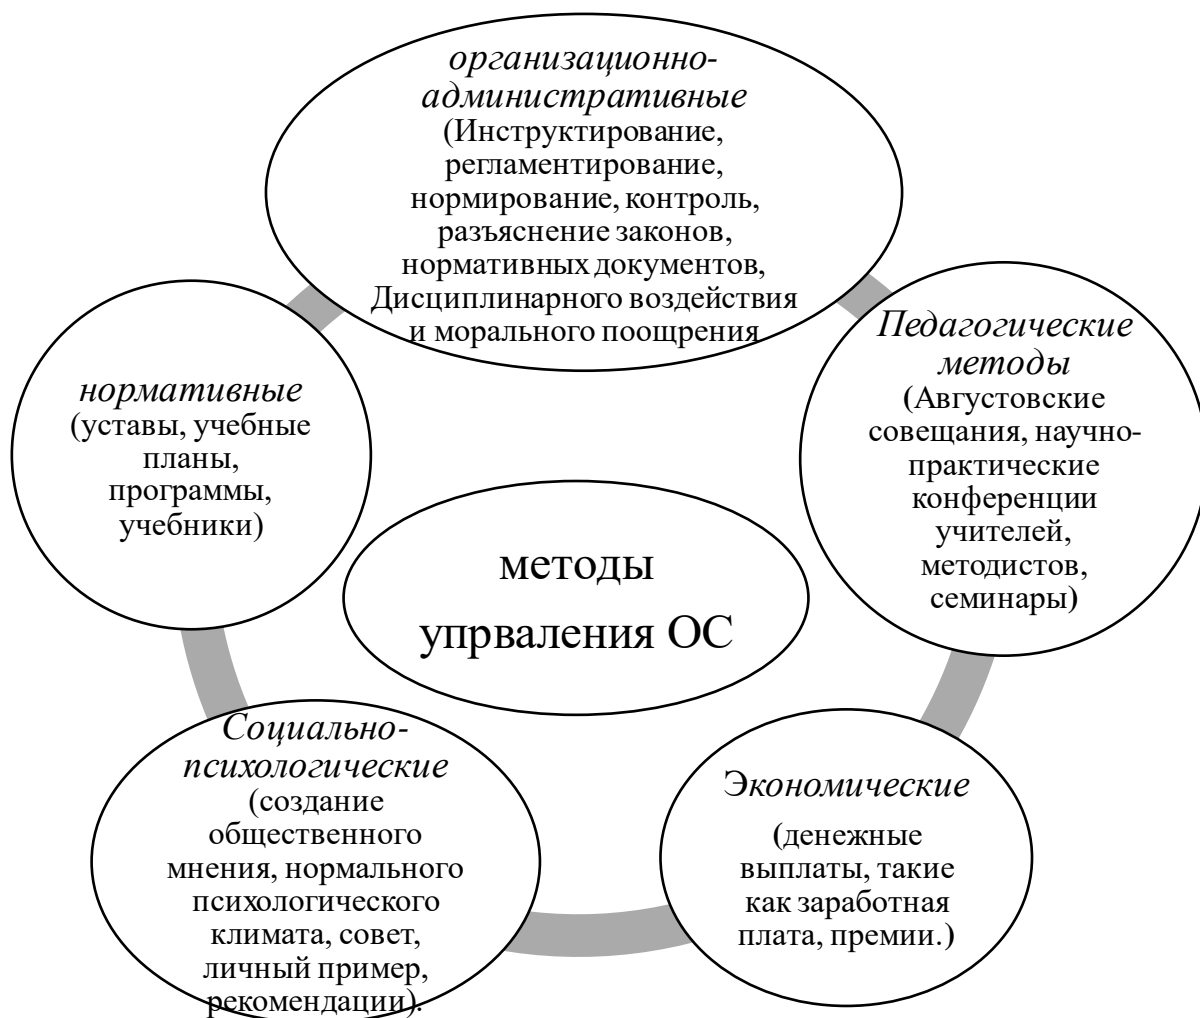 организационно-
административные
(Инструктирование,
регламентирование,
нормирование, контроль,
разъяснение законов,
нормативных документов,
Дисциплинарного воздействия
и морального поощрения
Педагогические
методы
(Августовские
совещания, научно-
практические
конференции
учителей,
методистов,
семинары)
Экономические
(денежные
выплаты, такие
как заработная
плата, премии.)
Социально-
психологические
(создание
общественного
мнения, нормального
психологического
климата, совет,
личный пример,
рекомендации).
нормативные
(уставы, учебные
планы,
программы,
учебники)
методы
упрваления ОС